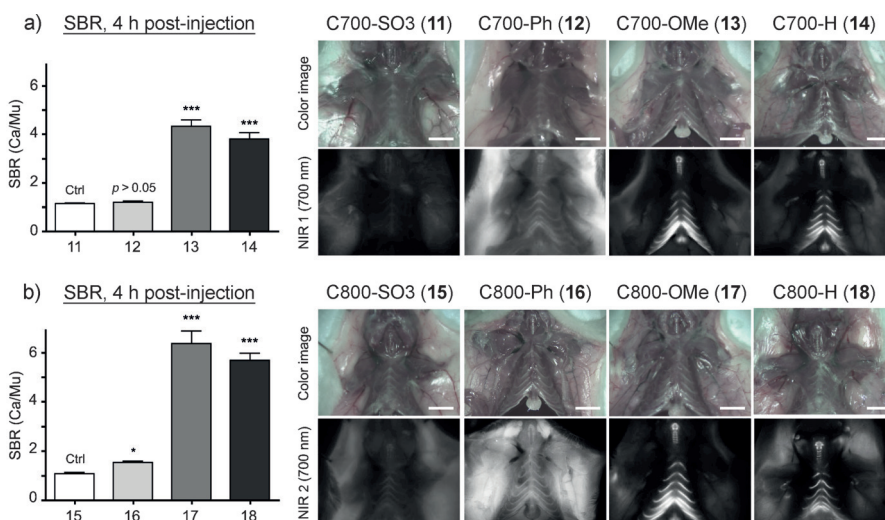 a)
SBR, 4 h post-injection
SBR (Ca/Mu)
6
4
2
0
Ctrl
p > 0.05
***
***
11 12 13 14
C700-SO3 (11) C700-Ph (12) C700-OMe (13) C700-H (14)
Color image
NIR 1 (700 nm)
b)
SBR, 4 h post-injection
SBR (Ca/Mu)
6
4
2
0
Ctrl
*
***
***
15 16 17 18
C800-SO3 (15) C800-Ph (16) C800-OMe (17) C800-H (18)
Color image
NIR 2 (700 nm)